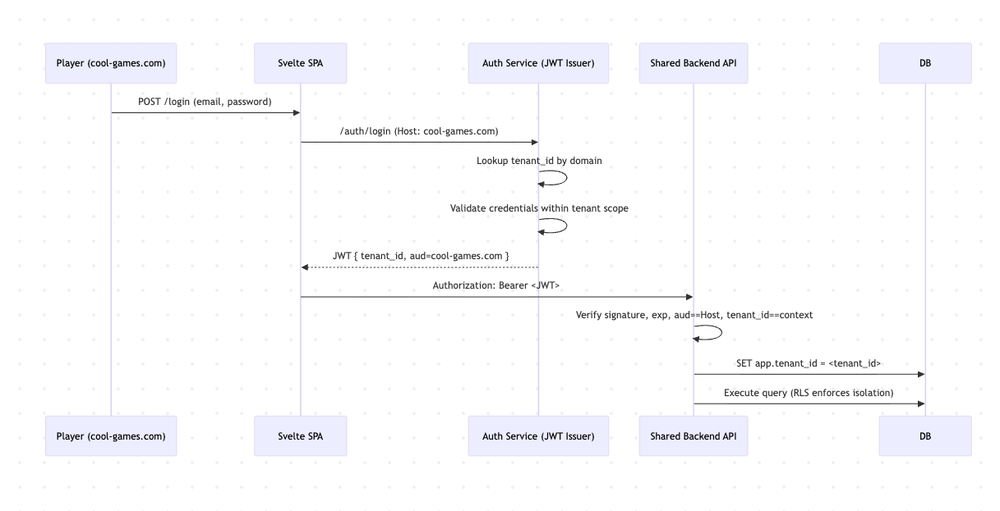 Player (cool-games.com)
Svelte SPA
Auth Service (JWT Issuer)
Shared Backend API
DB
POST /login (email, password)
/auth/login (Host: cool-games.com)
Lookup tenant_id by domain
Validate credentials within tenant scope
JWT { tenant_id, aud=cool-games.com }
Authorization: Bearer <JWT>
Verify signature, exp, aud==Host, tenant_id==context
SET app.tenant_id = <tenant_id>
Execute query (RLS enforces isolation)
Player (cool-games.com)
Svelte SPA
Auth Service (JWT Issuer)
Shared Backend API
DB